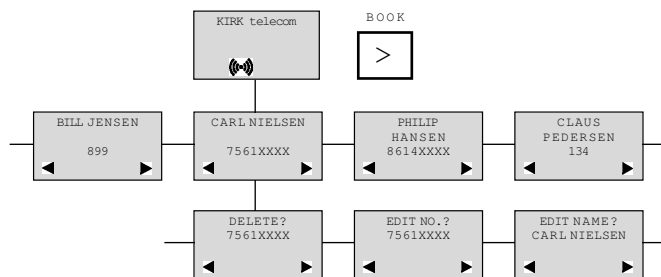 KIRK telecom
BOOK
>
BILL JENSEN
899
CARL NIELSEN
7561XXXX
PHILIP
HANSEN
8614XXXX
CLAUS
PEDERSEN
134
DELETE?
7561XXXX
EDIT NO.?
7561XXXX
EDIT NAME?
CARL NIELSEN